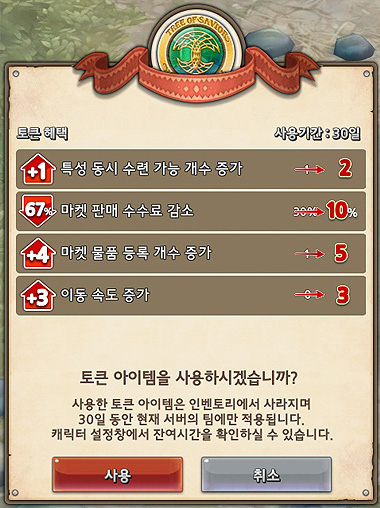 TREE OF SAVIOR
토큰 혜택 사용기간 : 30일
+1 특성 동시 수련 가능 개수 증가 1 → 2
67% 마켓 판매 수수료 감소 30% → 10%
+4 마켓 물품 등록 개수 증가 1 → 5
+3 이동 속도 증가 0 → 3
토큰 아이템을 사용하시겠습니까?
사용한 토큰 아이템은 인벤토리에서 사라지며
30일 동안 현재 서버의 팀에만 적용됩니다.
캐릭터 설정창에서 잔여시간을 확인하실 수 있습니다.
사용 취소